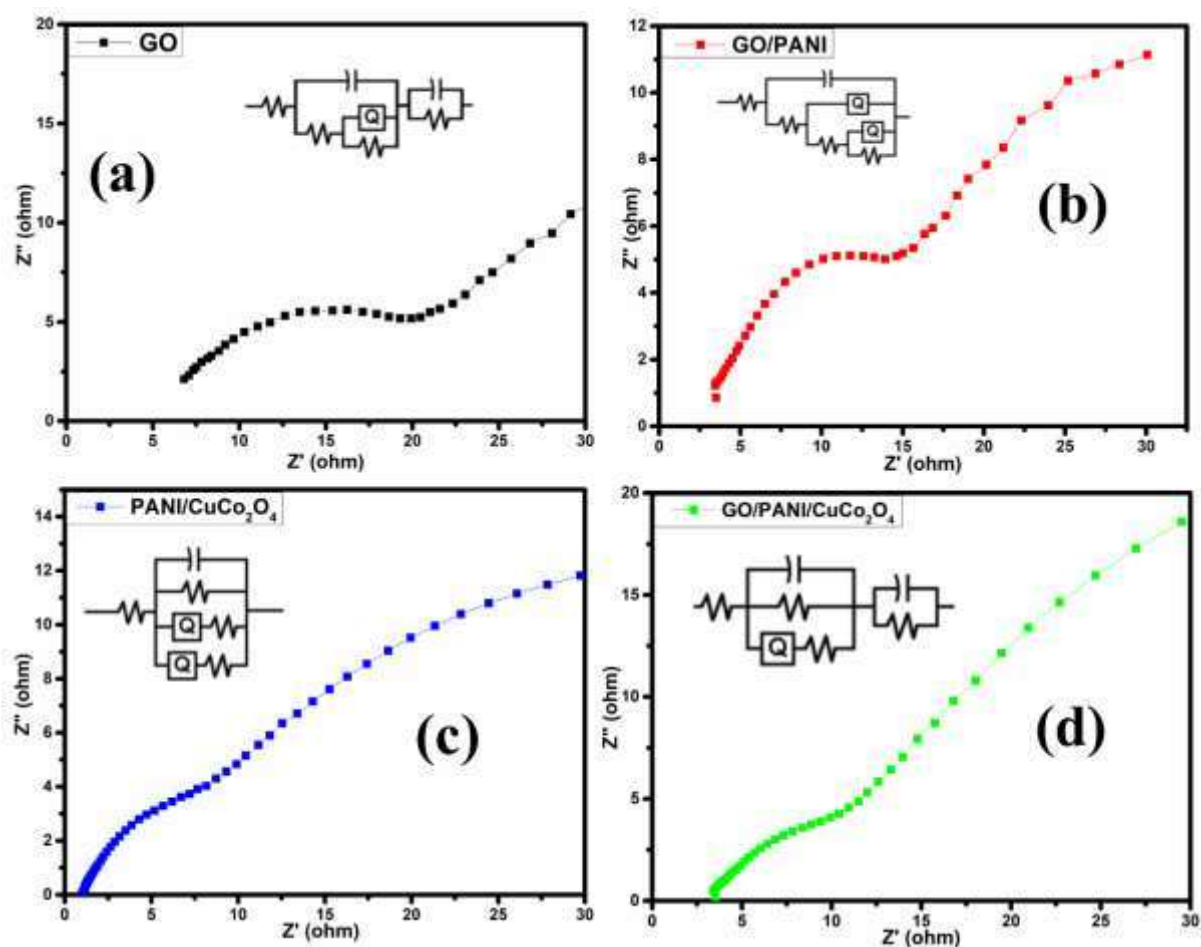 GO
(a)
Z'' (ohm)
20
15
10
5
0
0 5 10 15 20 25 30
Z' (ohm)
Q
GO/PANI
(b)
Z'' (ohm)
12
10
8
6
4
2
0
0 5 10 15 20 25 30
Z' (ohm)
Q
Q
PANI/CuCo₂O₄
(c)
Z'' (ohm)
14
12
10
8
6
4
2
0
0 5 10 15 20 25 30
Z' (ohm)
Q
Q
GO/PANI/CuCo₂O₄
(d)
Z'' (ohm)
20
15
10
5
0
0 5 10 15 20 25 30
Z' (ohm)
Q